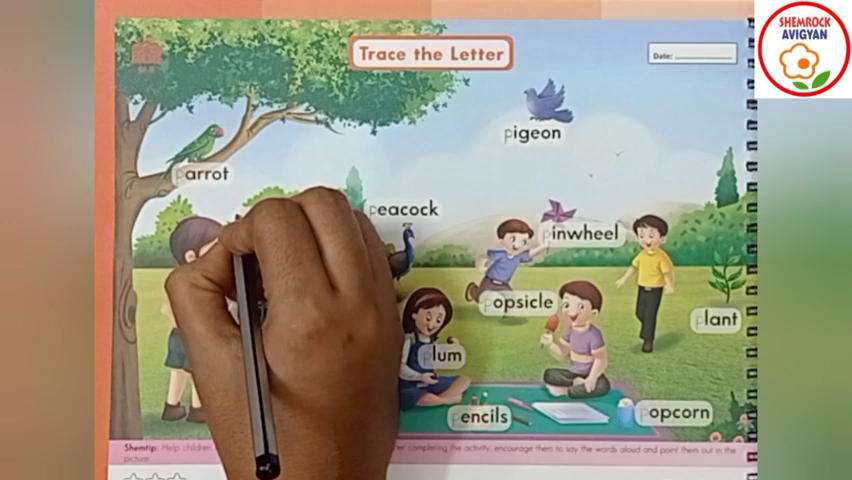 SHEMROCK
AVIGYAN
Trace the Letter
Date:
pigeon
parrot
peacock
pinwheel
popsicle
plant
plum
pencils
popcorn
Shemtip: Help children, ter completing the activity, encourage them to say the words aloud and point them out in the
picture.